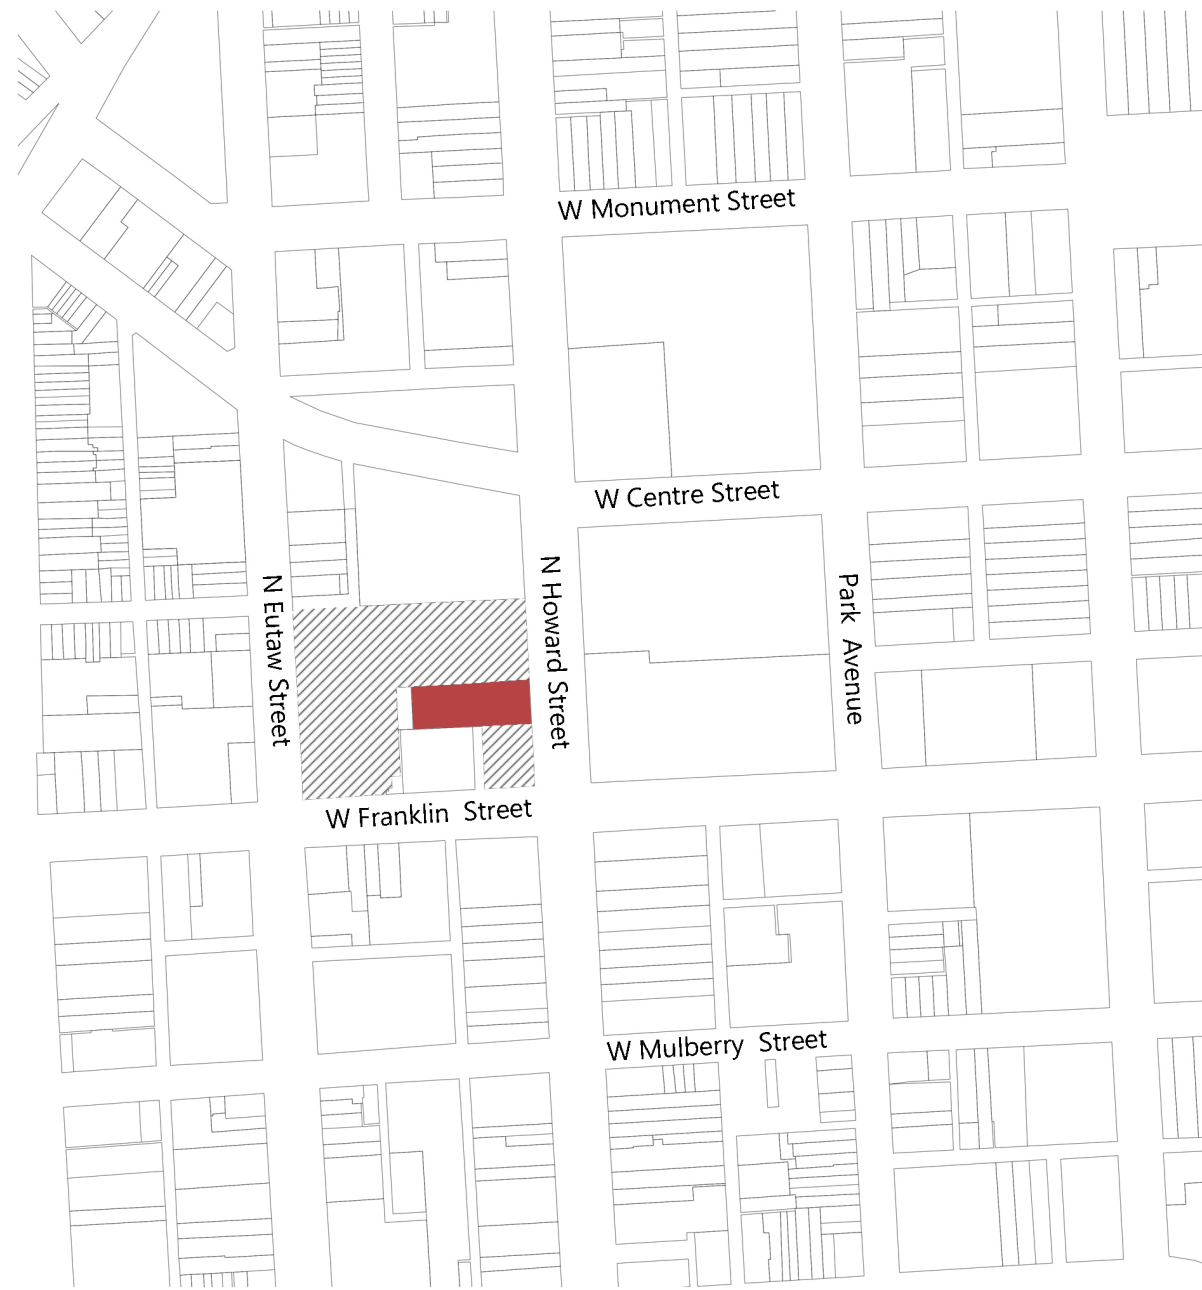 W Monument Street
W Centre Street
N Eutaw Street
N Howard Street
Park Avenue
W Franklin Street
W Mulberry Street